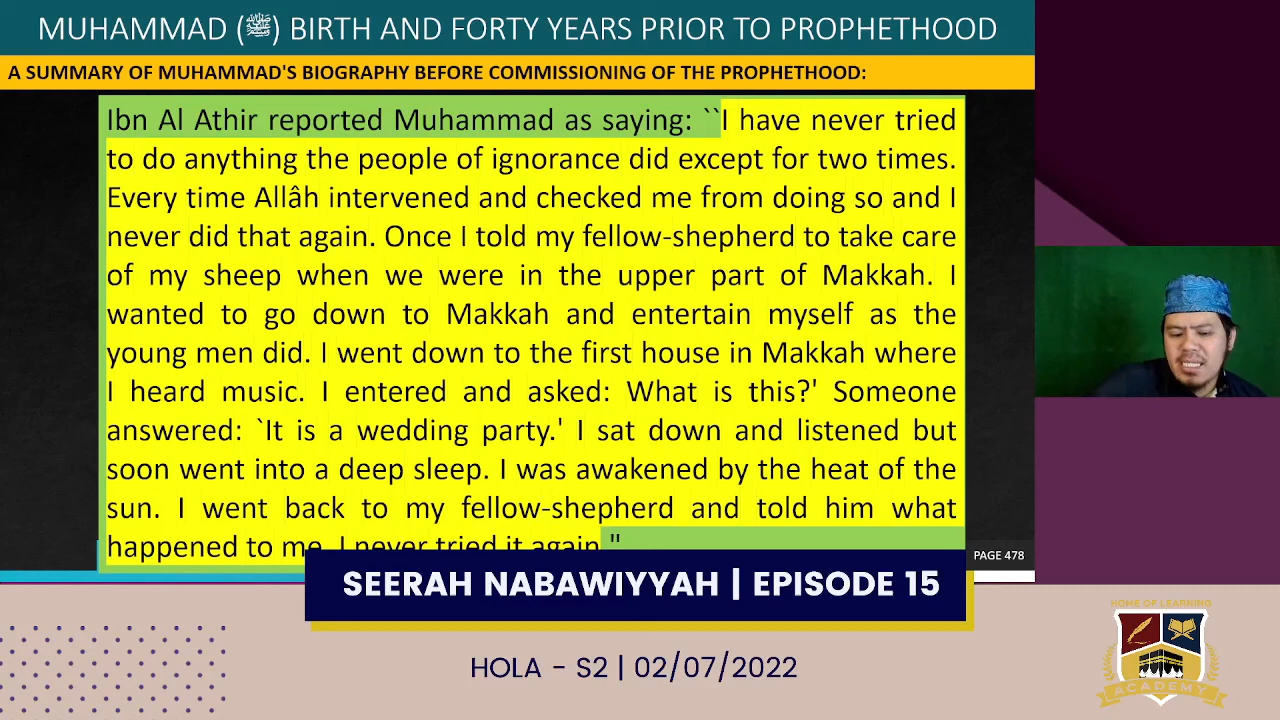 MUHAMMAD (ﷺ) BIRTH AND FORTY YEARS PRIOR TO PROPHETHOOD
A SUMMARY OF MUHAMMAD'S BIOGRAPHY BEFORE COMMISSIONING OF THE PROPHETHOOD:
Ibn Al Athir reported Muhammad as saying: ``I have never tried
to do anything the people of ignorance did except for two times.
Every time Allâh intervened and checked me from doing so and I
never did that again. Once I told my fellow-shepherd to take care
of my sheep when we were in the upper part of Makkah. I
wanted to go down to Makkah and entertain myself as the
young men did. I went down to the first house in Makkah where
I heard music. I entered and asked: `What is this?' Someone
answered: `It is a wedding party.' I sat down and listened but
soon went into a deep sleep. I was awakened by the heat of the
sun. I went back to my fellow-shepherd and told him what
happened to me. I never tried it again."
PAGE 478
SEERAH NABAWIYYAH | EPISODE 15
HOLA - S2 | 02/07/2022
HOME OF LEARNING
ACADEMY